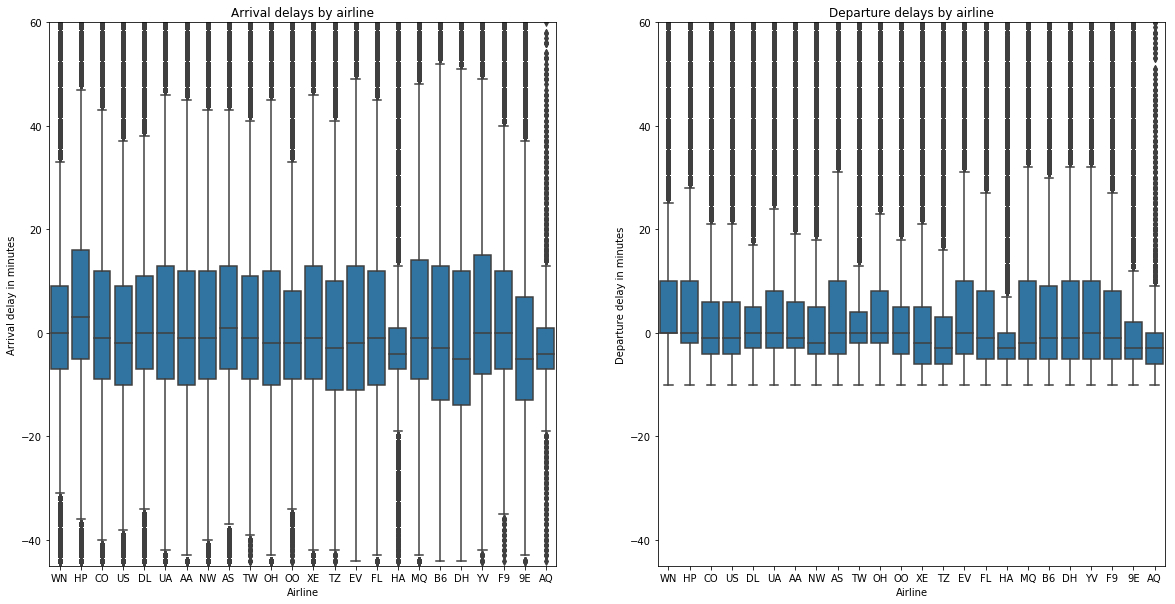 Arrival delays by airline
Arrival delay in minutes
60
40
20
0
−20
−40
WN HP CO US DL UA AA NW AS TW OH OO XE TZ EV FL HA MQ B6 DH YV F9 9E AQ
Airline
Departure delays by airline
Departure delay in minutes
60
40
20
0
−20
−40
WN HP CO US DL UA AA NW AS TW OH OO XE TZ EV FL HA MQ B6 DH YV F9 9E AQ
Airline